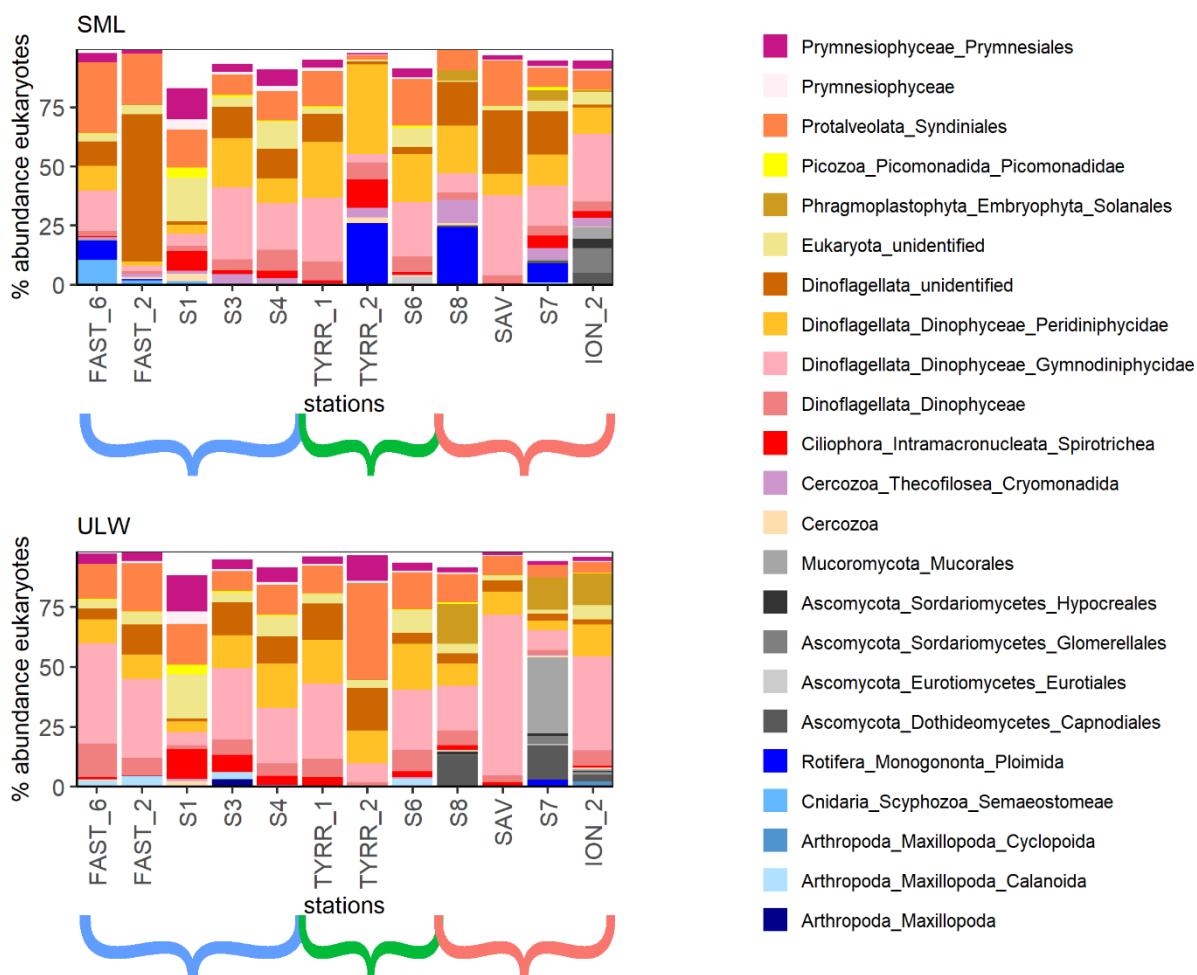 SML
% abundance eukaryotes
75
50
25
0
FAST_6
FAST_2
S1
S3
S4
TYRR_1
TYRR_2
S6
S8
SAV
S7
ION_2
stations
ULW
% abundance eukaryotes
75
50
25
0
FAST_6
FAST_2
S1
S3
S4
TYRR_1
TYRR_2
S6
S8
SAV
S7
ION_2
stations
Prymnesiophyceae_Prymnesiales
Prymnesiophyceae
Protalveolata_Syndiniales
Picozoa_Picomonadida_Picomonadidae
Phragmoplastophyta_Embryophyta_Solanales
Eukaryota_unidentified
Dinoflagellata_unidentified
Dinoflagellata_Dinophyceae_Peridiniphycidae
Dinoflagellata_Dinophyceae_Gymnodiniphycidae
Dinoflagellata_Dinophyceae
Ciliophora_Intramacronucleata_Spirotrichea
Cercozoa_Thecofilosea_Cryomonadida
Cercozoa
Mucoromycota_Mucorales
Ascomycota_Sordariomycetes_Hypocreales
Ascomycota_Sordariomycetes_Glomerellales
Ascomycota_Eurotiomycetes_Eurotiales
Ascomycota_Dothideomycetes_Capnodiales
Rotifera_Monogononta_Ploimida
Cnidaria_Scyphozoa_Semaeostomeae
Arthropoda_Maxillopoda_Cyclopoida
Arthropoda_Maxillopoda_Calanoida
Arthropoda_Maxillopoda